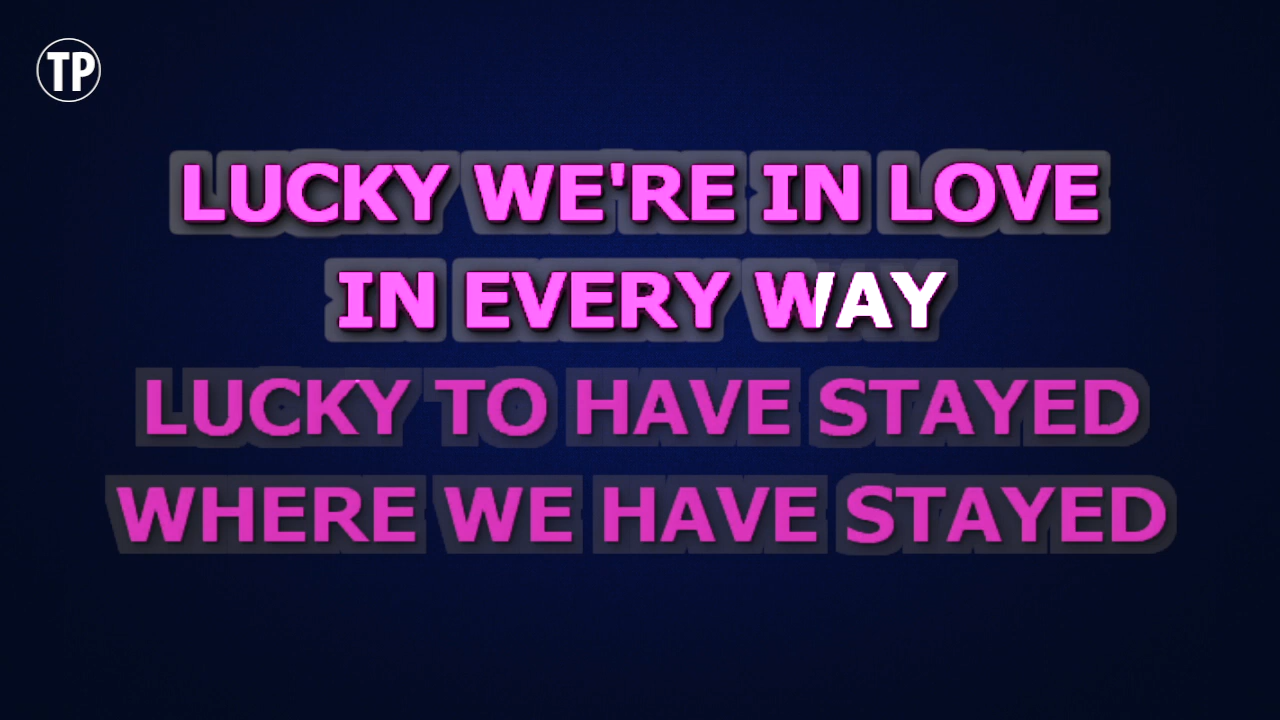 TP
LUCKY WE'RE IN LOVE
IN EVERY WAY
LUCKY TO HAVE STAYED
WHERE WE HAVE STAYED